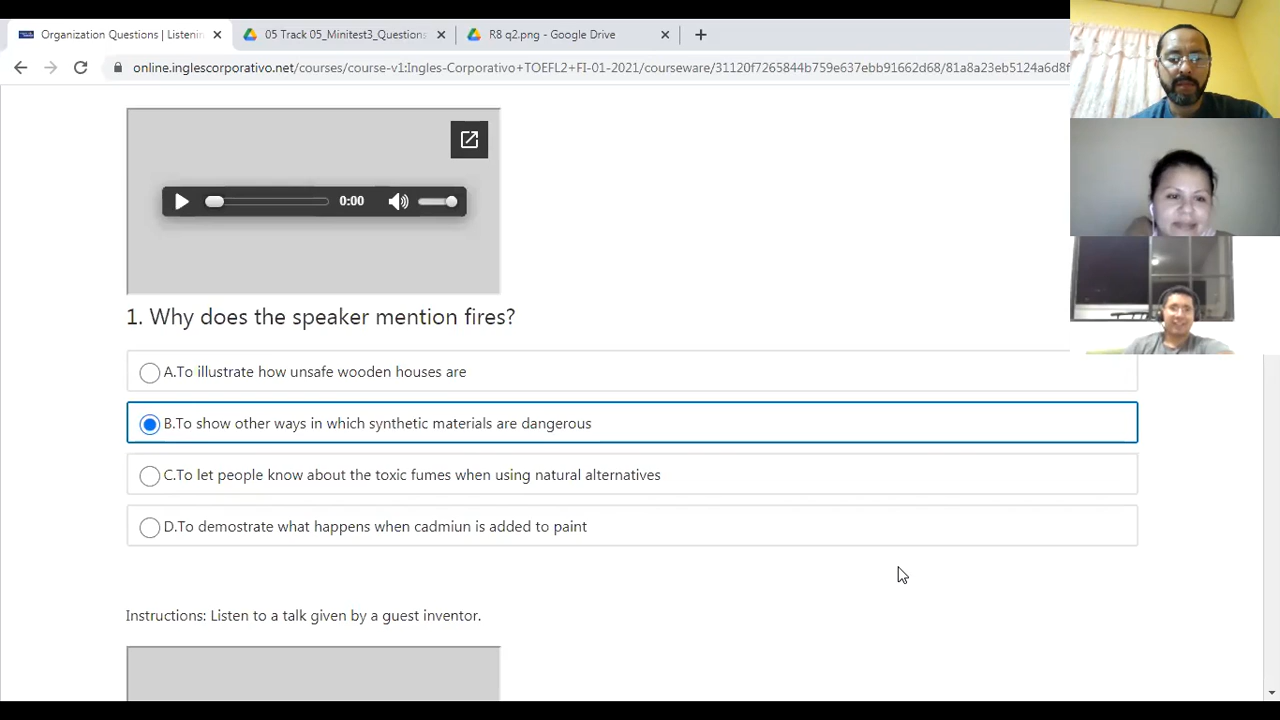 Organization Questions | Listenin
05 Track 05_Minitest3_Questions
R8 q2.png - Google Drive
online.inglescorporativo.net/courses/course-v1:Ingles-Corporativo+TOEFL2+FI-01-2021/courseware/31120f7265844b759e637ebb91662d68/81a8a23eb5124a6d8f
0:00
1. Why does the speaker mention fires?
A.To illustrate how unsafe wooden houses are
B.To show other ways in which synthetic materials are dangerous
C.To let people know about the toxic fumes when using natural alternatives
D.To demostrate what happens when cadmiun is added to paint
Instructions: Listen to a talk given by a guest inventor.